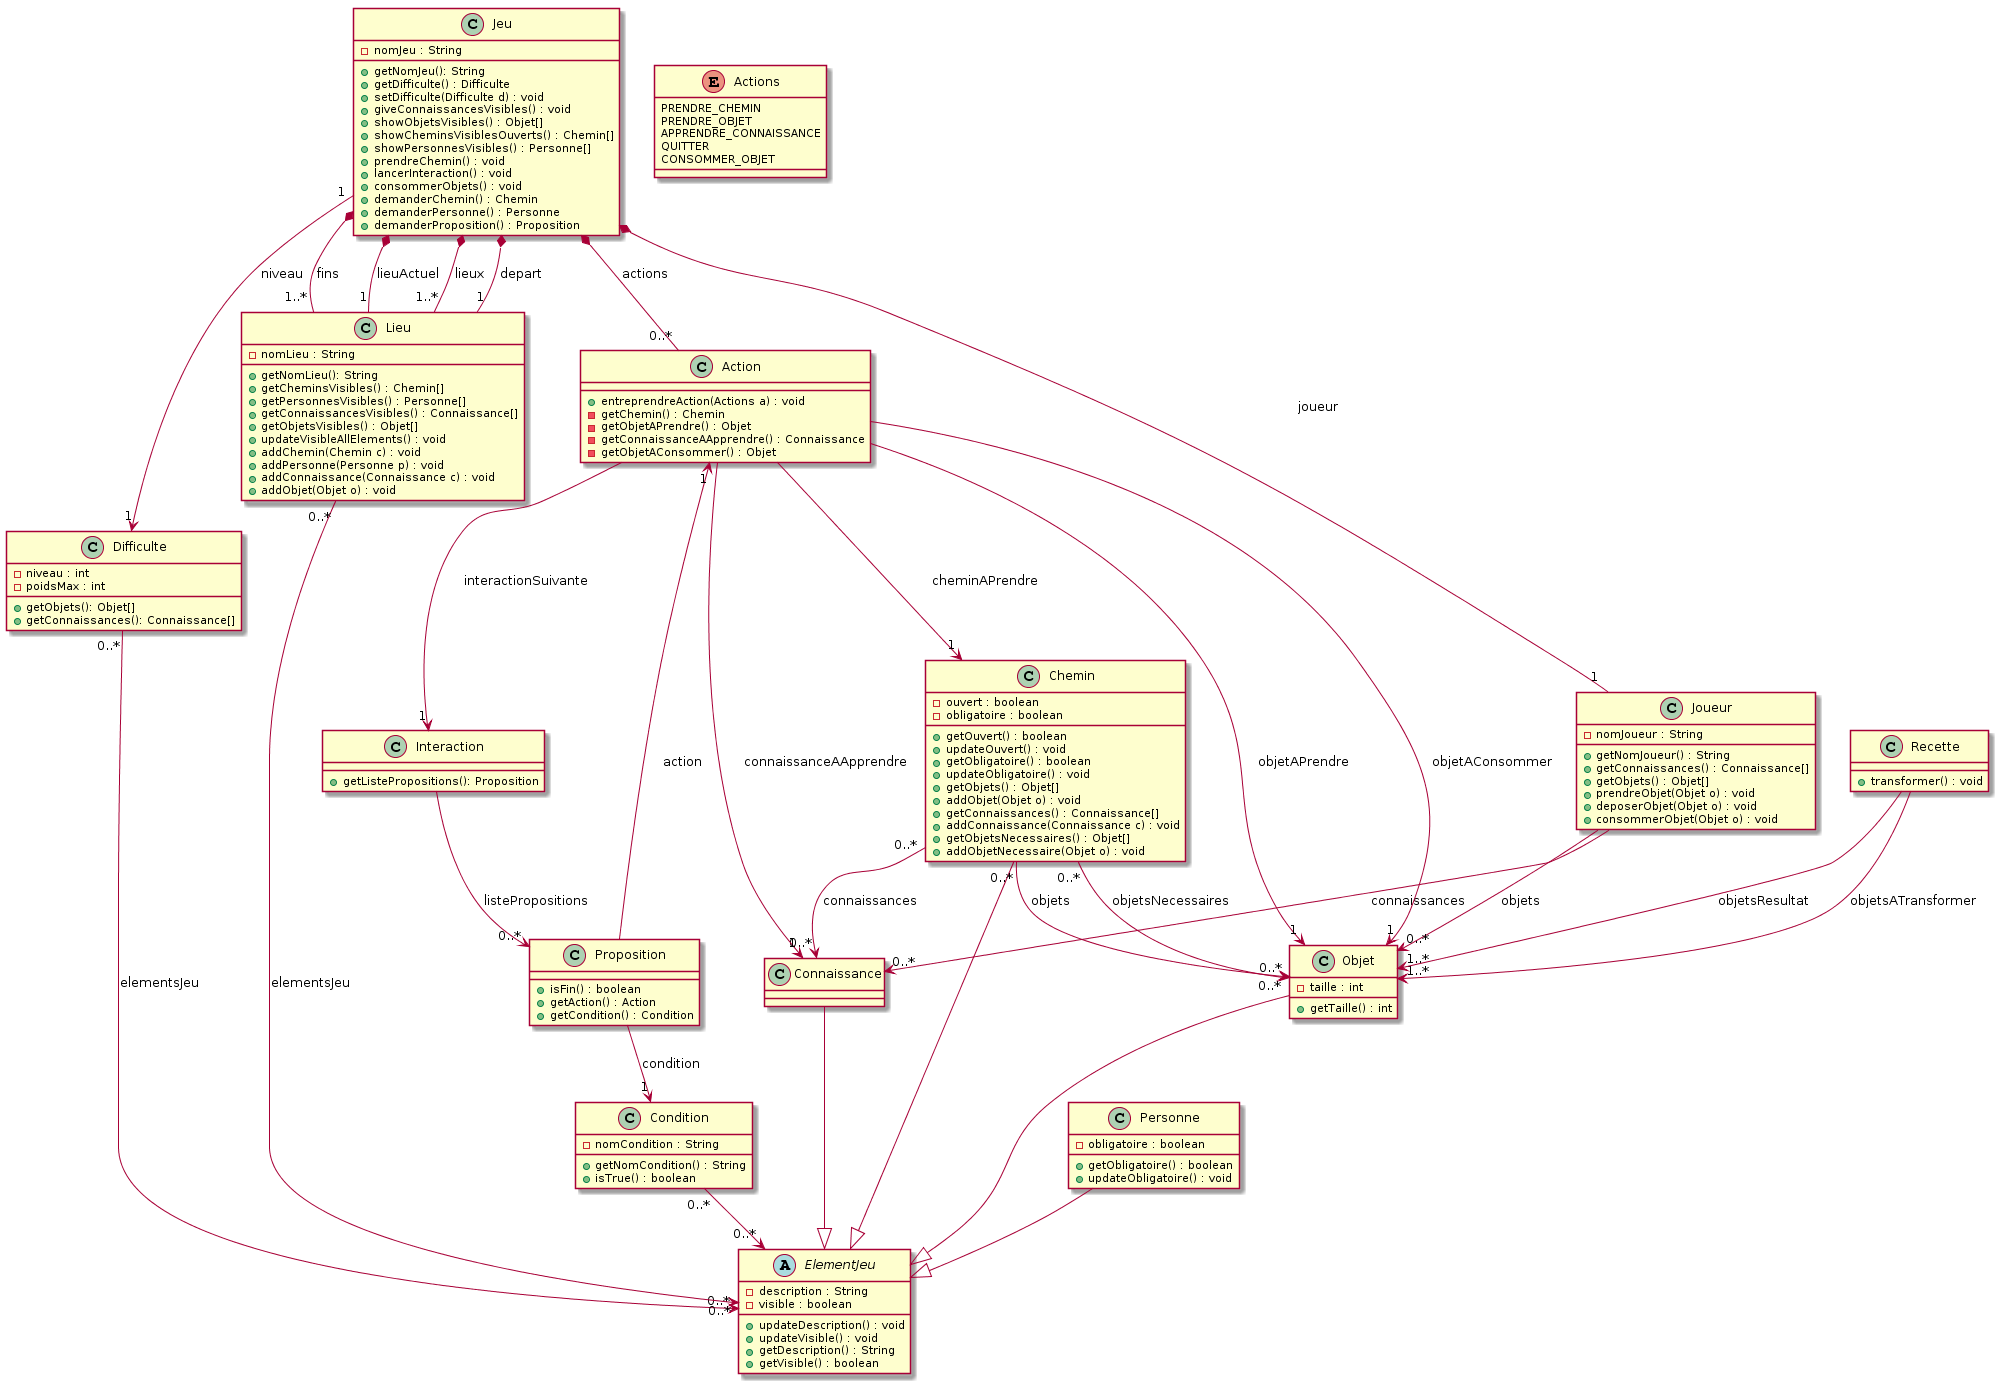 C Jeu
nomJeu : String
getNomJeu(): String
getDifficulte() : Difficulte
setDifficulte(Difficulte d) : void
giveConnaissancesVisibles() : void
showObjetsVisibles() : Objet[]
showCheminsVisiblesOuverts() : Chemin[]
showPersonnesVisibles() : Personne[]
prendreChemin() : void
lancerInteraction() : void
consommerObjets() : void
demanderChemin() : Chemin
demanderPersonne() : Personne
demanderProposition() : Proposition
E Actions
PRENDRE_CHEMIN
PRENDRE_OBJET
APPRENDRE_CONNAISSANCE
QUITTER
CONSOMMER_OBJET
1
niveau
fins
lieuActuel
lieux
depart
actions
1..*
1
1..*
1
0..*
joueur
C Lieu
nomLieu : String
getNomLieu(): String
getCheminsVisibles() : Chemin[]
getPersonnesVisibles() : Personne[]
getConnaissancesVisibles() : Connaissance[]
getObjetsVisibles() : Objet[]
updateVisibleAllElements() : void
addChemin(Chemin c) : void
addPersonne(Personne p) : void
addConnaissance(Connaissance c) : void
addObjet(Objet o) : void
C Action
entreprendreAction(Actions a) : void
getChemin() : Chemin
getObjetAPrendre() : Objet
getConnaissanceAApprendre() : Connaissance
getObjetAConsommer() : Objet
1
0..*
1
C Difficulte
niveau : int
poidsMax : int
getObjets(): Objet[]
getConnaissances(): Connaissance[]
0..*
interactionSuivante
cheminAPrendre
1
1
1
C Interaction
getListePropositions(): Proposition
C Chemin
ouvert : boolean
obligatoire : boolean
getOuvert() : boolean
updateOuvert() : void
getObligatoire() : boolean
updateObligatoire() : void
getObjets() : Objet[]
addObjet(Objet o) : void
getConnaissances() : Connaissance[]
addConnaissance(Connaissance c) : void
getObjetsNecessaires() : Objet[]
addObjetNecessaire(Objet o) : void
C Joueur
nomJoueur : String
getNomJoueur() : String
getConnaissances() : Connaissance[]
getObjets() : Objet[]
prendreObjet(Objet o) : void
deposerObjet(Objet o) : void
consommerObjet(Objet o) : void
C Recette
transformer() : void
action
connaissanceAApprendre
objetAPrendre
objetAConsommer
0..*
0..*
0..*
listePropositions
connaissances
objets
objetsNecessaires
connaissances
objets
objetsResultat
objetsATransformer
0..*
1
0..*
0..*
1
1
0..*
1..*
1..*
0..*
0..*
C Proposition
isFin() : boolean
getAction() : Action
getCondition() : Condition
C Connaissance
C Objet
taille : int
getTaille() : int
elementsJeu
elementsJeu
condition
1
C Condition
nomCondition : String
getNomCondition() : String
isTrue() : boolean
C Personne
obligatoire : boolean
getObligatoire() : boolean
updateObligatoire() : void
0..*
0..*
0..*
0..*
A ElementJeu
description : String
visible : boolean
updateDescription() : void
updateVisible() : void
getDescription() : String
getVisible() : boolean